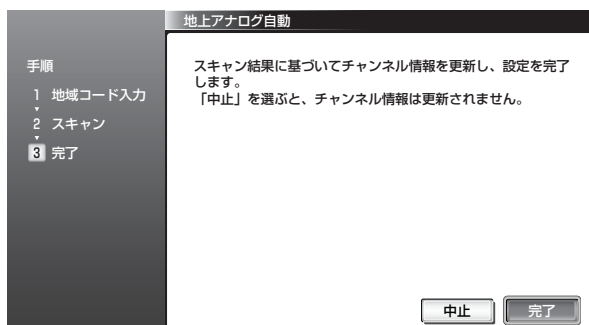 地上アナログ自動
手順
1 地域コード入力
2 スキャン
3 完了
スキャン結果に基づいてチャンネル情報を更新し、設定を完了
します。
「中止」を選ぶと、チャンネル情報は更新されません。
中止
完了